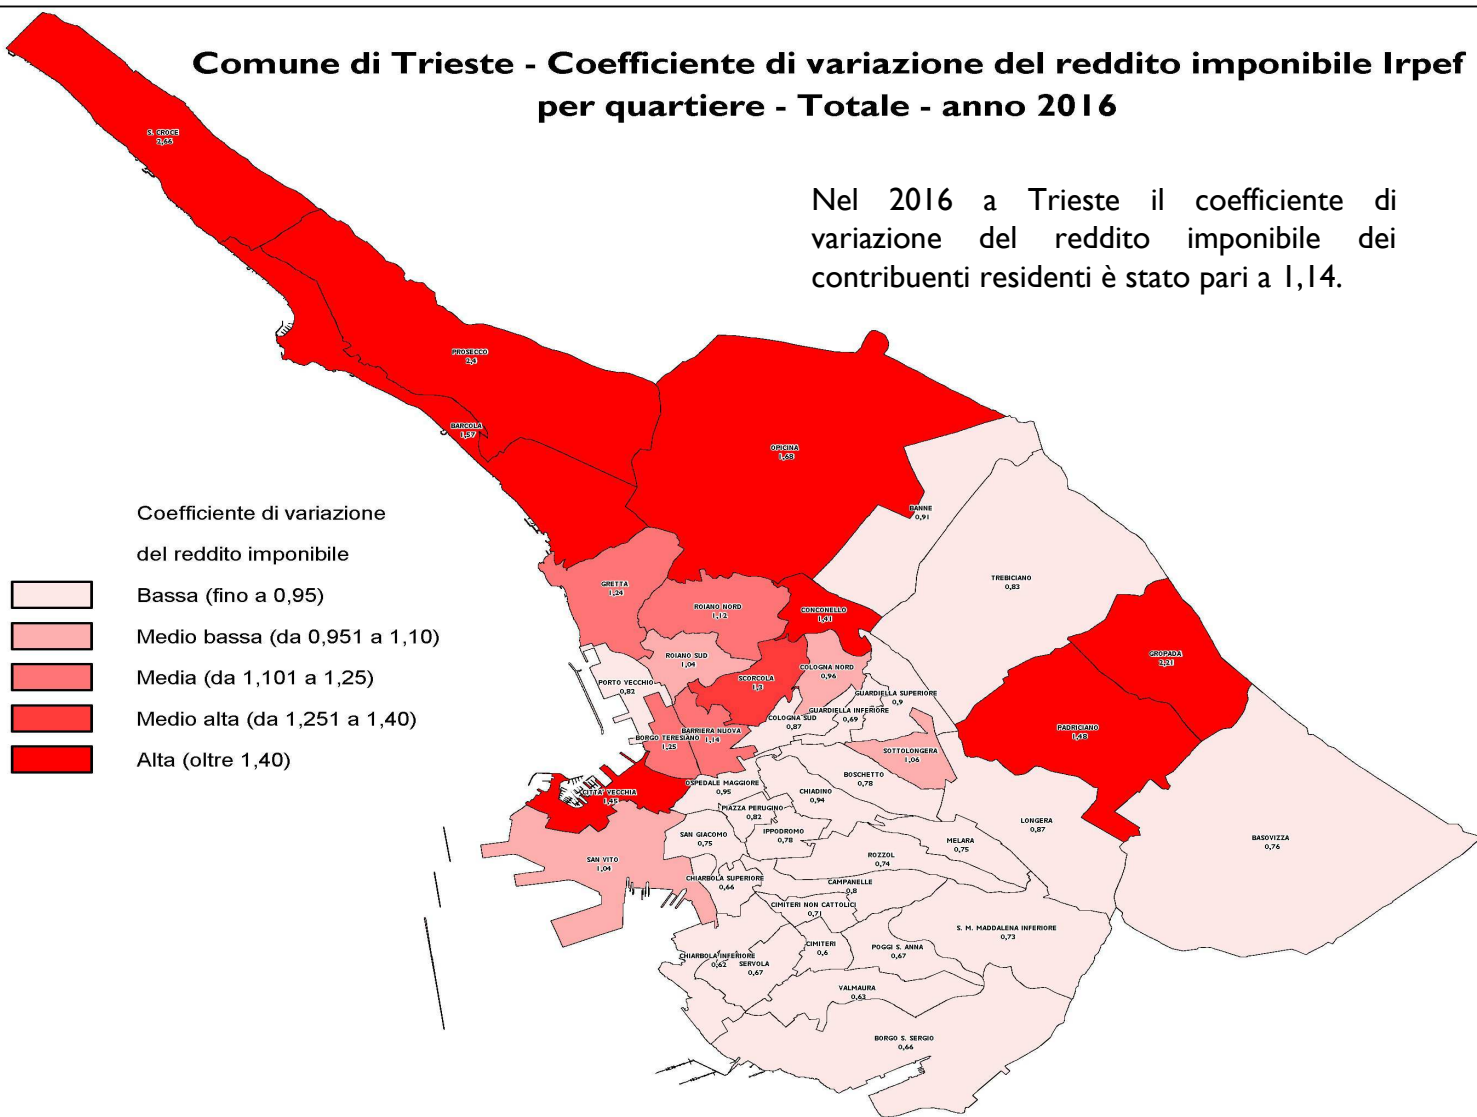 Comune di Trieste - Coefficiente di variazione del reddito imponibile Irpef
per quartiere - Totale - anno 2016
Nel 2016 a Trieste il coefficiente di
variazione del reddito imponibile dei
contribuenti residenti è stato pari a 1,14.
Coefficiente di variazione
del reddito imponibile
Bassa (fino a 0,95)
Medio bassa (da 0,951 a 1,10)
Media (da 1,101 a 1,25)
Medio alta (da 1,251 a 1,40)
Alta (oltre 1,40)
S. CROCE
2,66
PROSECCO
2,4
BARCOLA
1,57
OPICINA
1,68
BANNE
0,91
TREBICIANO
0,83
GRETTA
1,24
ROIANO NORD
1,12
CONCONELLO
1,41
ROIANO SUD
1,04
SCORCOLA
1,3
COLOGNA NORD
0,96
PORTO VECCHIO
0,82
GUARDIELLA SUPERIORE
0,9
GUARDIELLA INFERIORE
0,69
COLOGNA SUD
0,87
GROPADA
2,21
PADRICIANO
1,48
BORGO TERESIANO
1,25
BARRIERA NUOVA
1,14
SOTTOLONGERA
1,06
BOSCHETTO
0,78
OSPEDALE MAGGIORE
0,95
CHIADINO
0,94
CITTA' VECCHIA
1,45
PIAZZA PERUGINO
0,82
LONGERA
0,87
BASOVIZZA
0,76
SAN GIACOMO
0,75
IPPODROMO
0,78
MELARA
0,75
ROZZOL
0,74
SAN VITO
1,04
CHIARBOLA SUPERIORE
0,66
CAMPANELLE
0,8
CIMITERI NON CATTOLICI
0,71
S. M. MADDALENA INFERIORE
0,73
CIMITERI
0,6
POGGI S. ANNA
0,67
CHIARBOLA INFERIORE
0,62
SERVOLA
0,67
VALMAURA
0,63
BORGO S. SERGIO
0,66